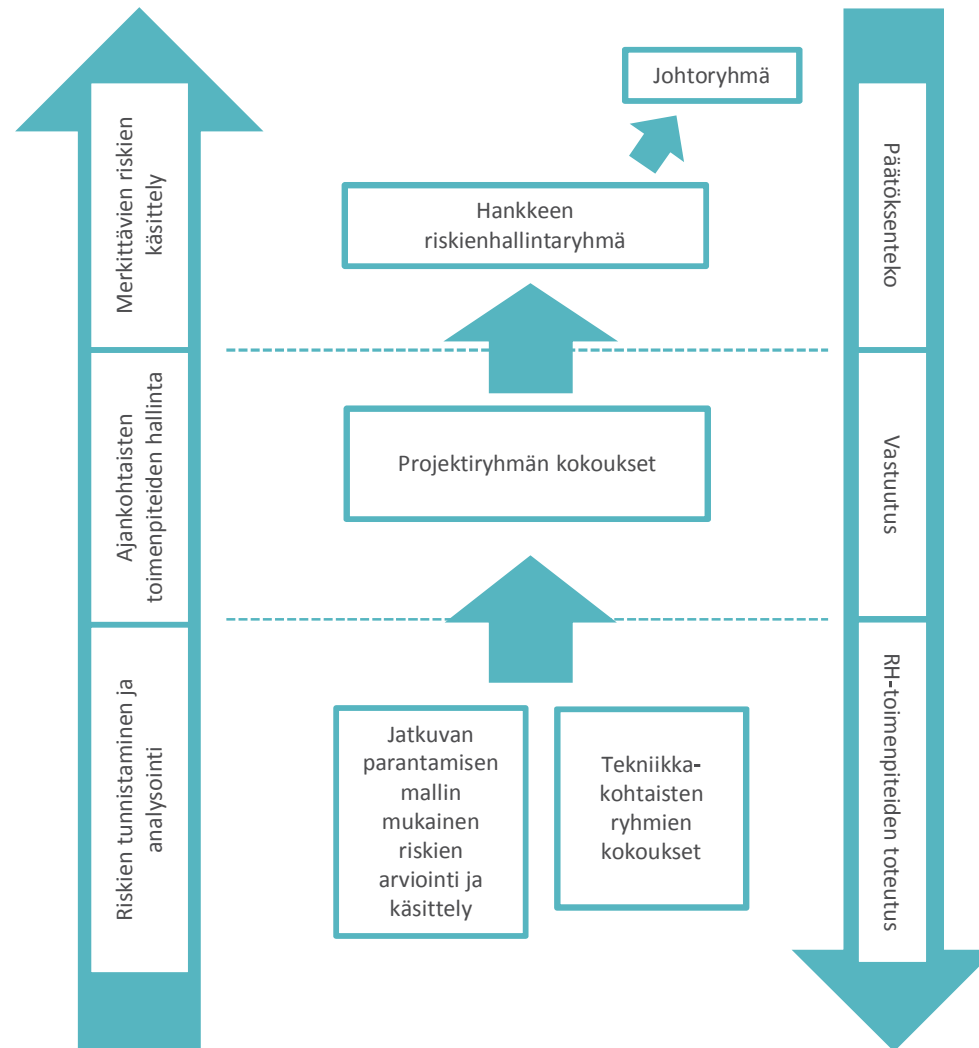 Johtoryhmä
Merkittävien riskien
käsittely
Päätöksenteko
Hankkeen
riskienhallintaryhmä
Ajankohtaisten
toimenpiteiden hallinta
Projektiryhmän kokoukset
Vastuutus
Riskien tunnistaminen ja
analysointi
Jatkuvan
parantamisen
mallin
mukainen
riskien
arviointi ja
käsittely
Tekniikka-
kohtaisten
ryhmien
kokoukset
RH-toimenpiteiden toteutus